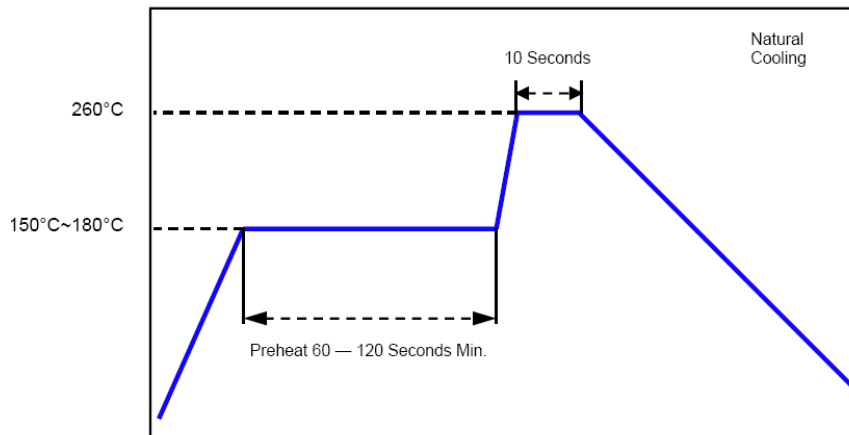 Natural
Cooling
10 Seconds
260°C
150°C~180°C
Preheat 60 — 120 Seconds Min.